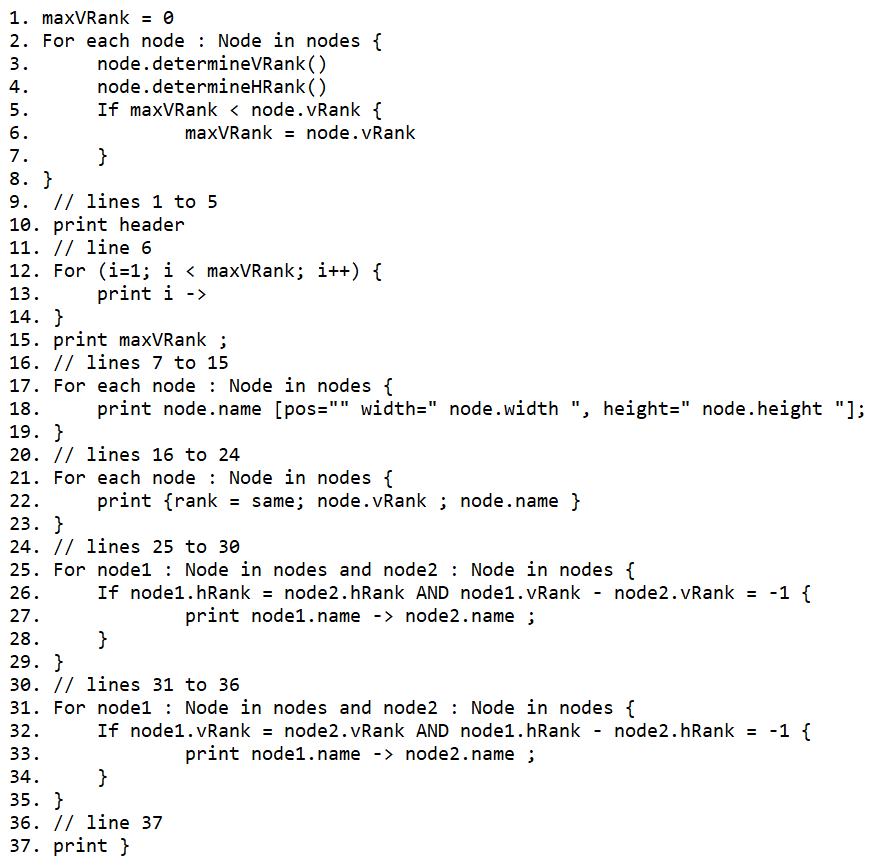 1. maxVRank = 0
2. For each node : Node in nodes {
3.      node.determineVRank()
4.      node.determineHRank()
5.      If maxVRank < node.vRank {
6.              maxVRank = node.vRank
7.      }
8. }
9.  // lines 1 to 5
10. print header
11. // line 6
12. For (i=1; i < maxVRank; i++) {
13.     print i ->
14. }
15. print maxVRank ;
16. // lines 7 to 15
17. For each node : Node in nodes {
18.     print node.name [pos="" width=" node.width ", height=" node.height "];
19. }
20. // lines 16 to 24
21. For each node : Node in nodes {
22.     print {rank = same; node.vRank ; node.name }
23. }
24. // lines 25 to 30
25. For node1 : Node in nodes and node2 : Node in nodes {
26.     If node1.hRank = node2.hRank AND node1.vRank - node2.vRank = -1 {
27.             print node1.name -> node2.name ;
28.     }
29. }
30. // lines 31 to 36
31. For node1 : Node in nodes and node2 : Node in nodes {
32.     If node1.vRank = node2.vRank AND node1.hRank - node2.hRank = -1 {
33.             print node1.name -> node2.name ;
34.     }
35. }
36. // line 37
37. print }